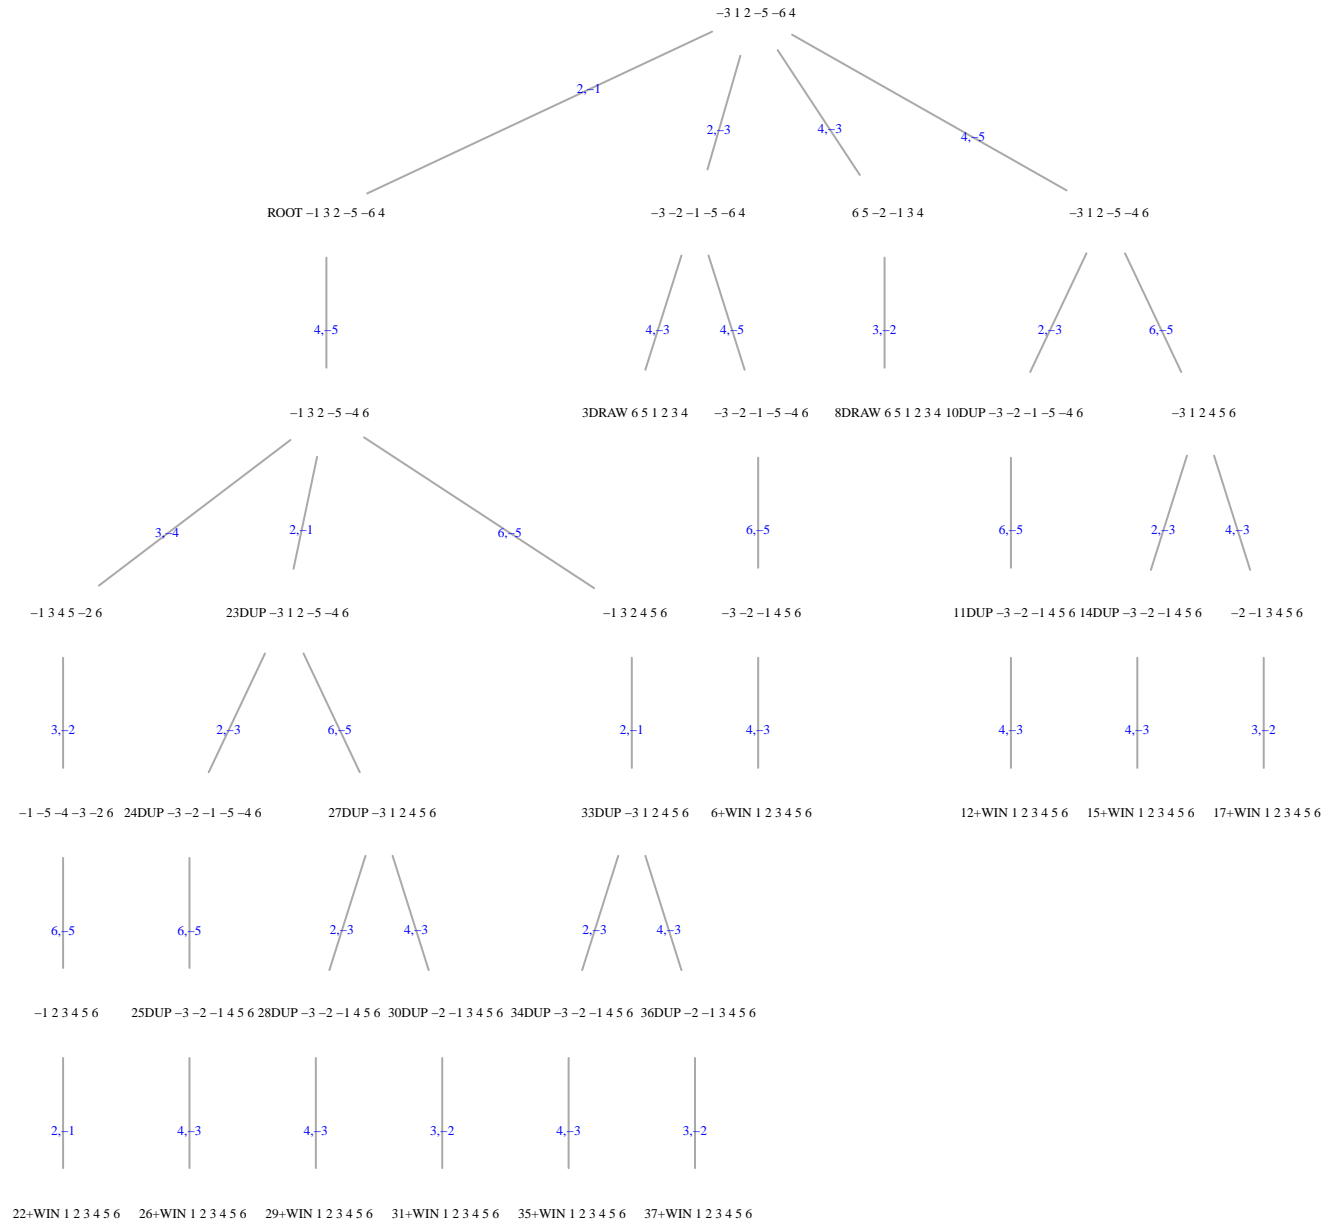 −3 1 2 −5 −6 4
2,−1
2,−3
4,−3
4,−5
ROOT −1 3 2 −5 −6 4
−3 −2 −1 −5 −6 4
6 5 −2 −1 3 4
−3 1 2 −5 −4 6
4,−5
4,−3
4,−5
3,−2
2,−3
6,−5
−1 3 2 −5 −4 6
3DRAW 6 5 1 2 3 4
−3 −2 −1 −5 −4 6
8DRAW 6 5 1 2 3 4
10DUP −3 −2 −1 −5 −4 6
−3 1 2 4 5 6
3,−4
2,−1
6,−5
6,−5
6,−5
2,−3
4,−3
−1 3 4 5 −2 6
23DUP −3 1 2 −5 −4 6
−1 3 2 4 5 6
−3 −2 −1 4 5 6
11DUP −3 −2 −1 4 5 6
14DUP −3 −2 −1 4 5 6
−2 −1 3 4 5 6
3,−2
2,−3
6,−5
2,−1
4,−3
4,−3
4,−3
3,−2
−1 −5 −4 −3 −2 6
24DUP −3 −2 −1 −5 −4 6
27DUP −3 1 2 4 5 6
33DUP −3 1 2 4 5 6
6+WIN 1 2 3 4 5 6
12+WIN 1 2 3 4 5 6
15+WIN 1 2 3 4 5 6
17+WIN 1 2 3 4 5 6
6,−5
6,−5
2,−3
4,−3
2,−3
4,−3
−1 2 3 4 5 6
25DUP −3 −2 −1 4 5 6
28DUP −3 −2 −1 4 5 6
30DUP −2 −1 3 4 5 6
34DUP −3 −2 −1 4 5 6
36DUP −2 −1 3 4 5 6
2,−1
4,−3
4,−3
3,−2
4,−3
3,−2
22+WIN 1 2 3 4 5 6
26+WIN 1 2 3 4 5 6
29+WIN 1 2 3 4 5 6
31+WIN 1 2 3 4 5 6
35+WIN 1 2 3 4 5 6
37+WIN 1 2 3 4 5 6